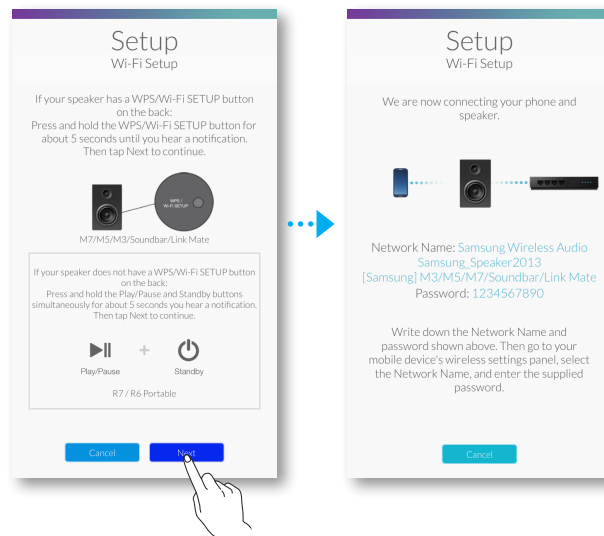 Setup
Wi-Fi Setup
If your speaker has a WPS/Wi-Fi SETUP button
on the back:
Press and hold the WPS/Wi-Fi SETUP button for
about 5 seconds until you hear a notification.
Then tap Next to continue.
WPS /
Wi-Fi SETUP
M7/M5/M3/Soundbar/Link Mate
If your speaker does not have a WPS/Wi-Fi SETUP button
on the back:
Press and hold the Play/Pause and Standby buttons
simultaneously for about 5 seconds you hear a notification.
Then tap Next to continue.
+
Play/Pause
Standby
R7 / R6 Portable
Cancel
Next
Setup
Wi-Fi Setup
We are now connecting your phone and
speaker.
Network Name: Samsung Wireless Audio
Samsung_Speaker2013
[Samsung] M3/M5/M7/Soundbar/Link Mate
Password: 1234567890
Write down the Network Name and
password shown above. Then go to your
mobile device's wireless settings panel, select
the Network Name, and enter the supplied
password.
Cancel